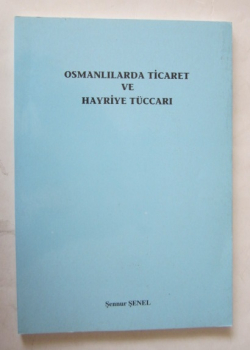 OSMANLILARDA TİCARET
VE
HAYRİYE TÜCCARI
Şennur ŞENEL